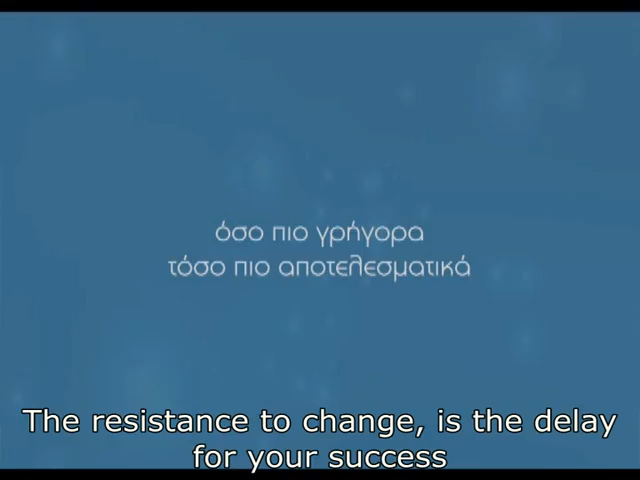 όσο πιο γρήγορα
τόσο πιο αποτελεσματικά
The resistance to change, is the delay
for your success